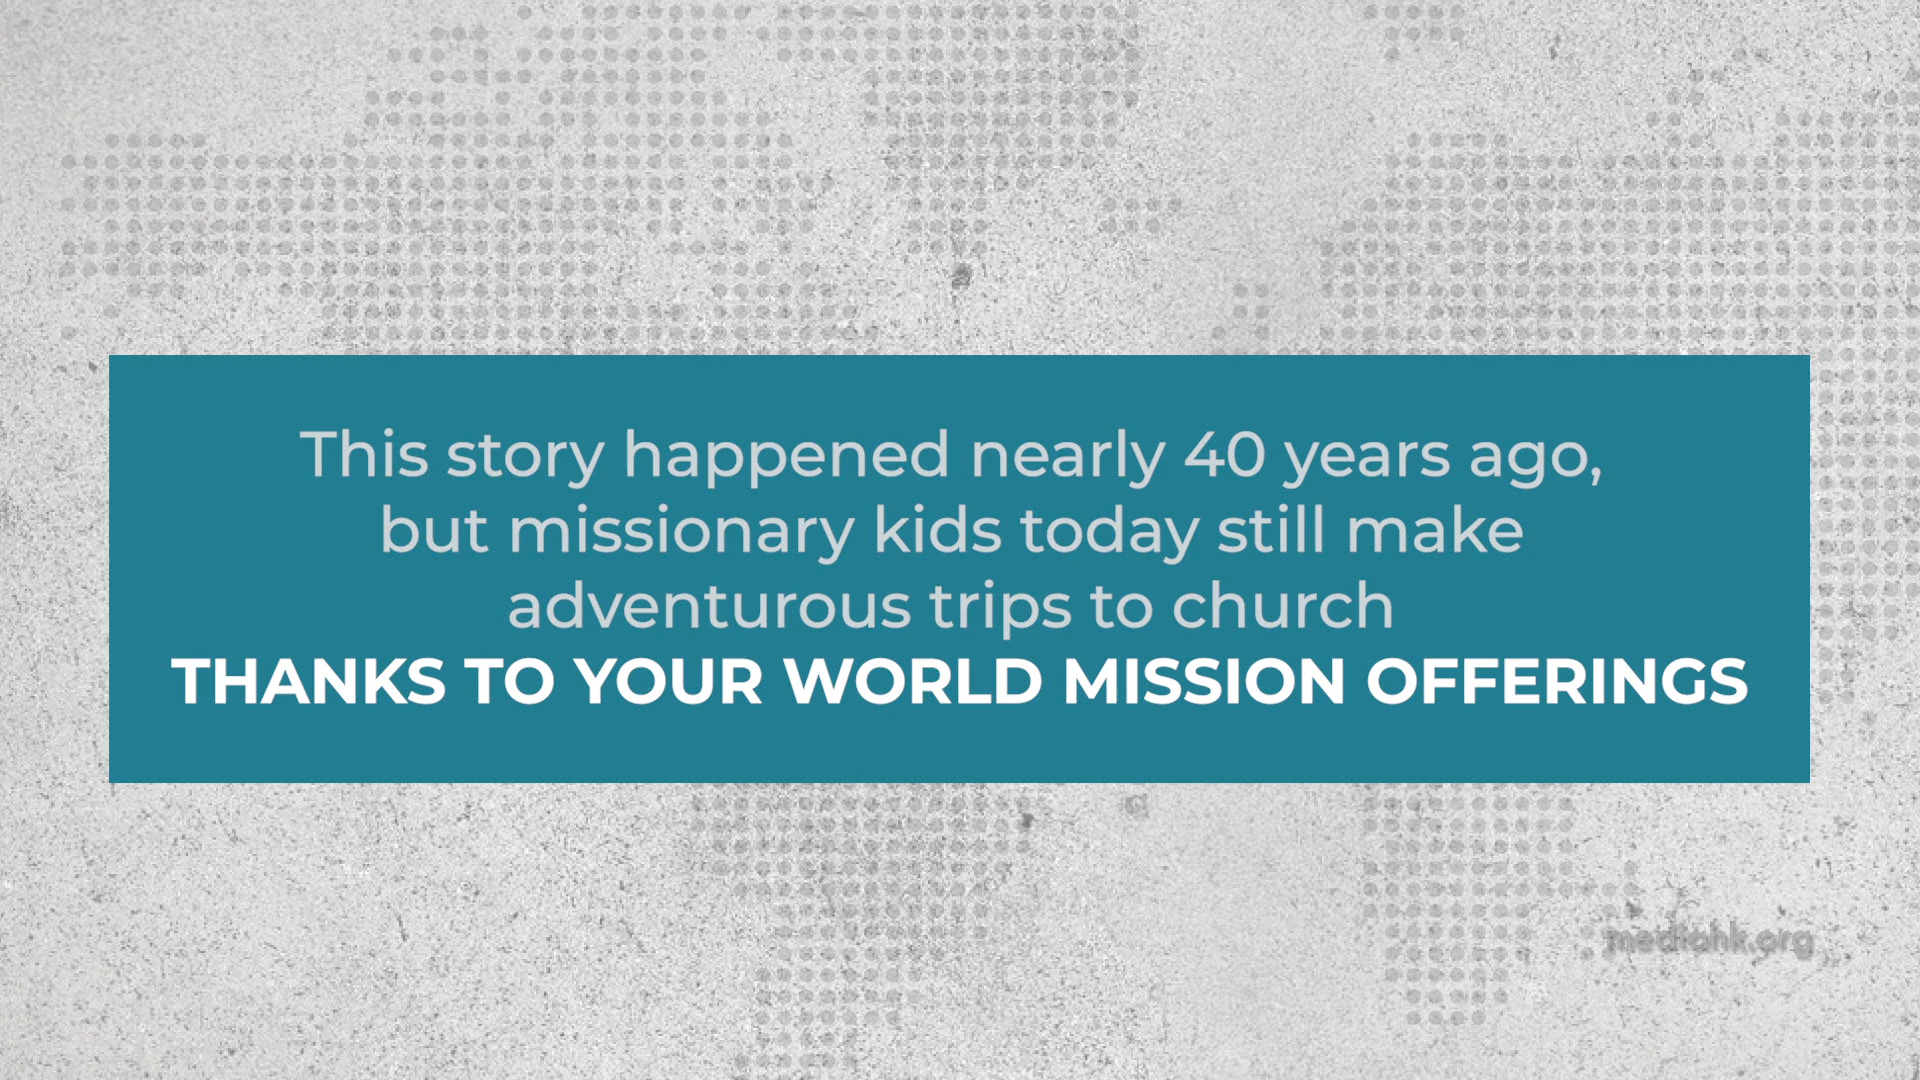 This story happened nearly 40 years ago,
but missionary kids today still make
adventurous trips to church
THANKS TO YOUR WORLD MISSION OFFERINGS
mediahk.org